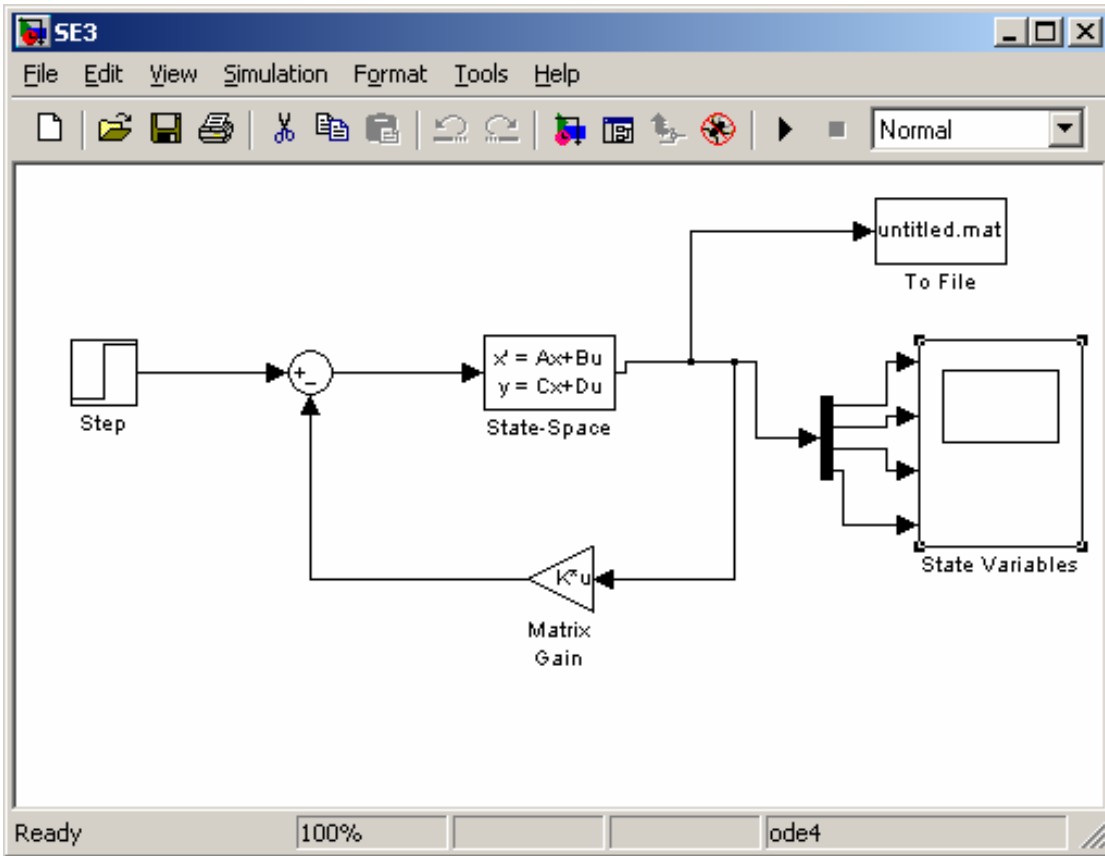 SE3
File Edit View Simulation Format Tools Help
Normal
untitled.mat
To File
Step
+
−
x' = Ax+Bu
y = Cx+Du
State-Space
State Variables
K*u
Matrix
Gain
Ready 100% ode4